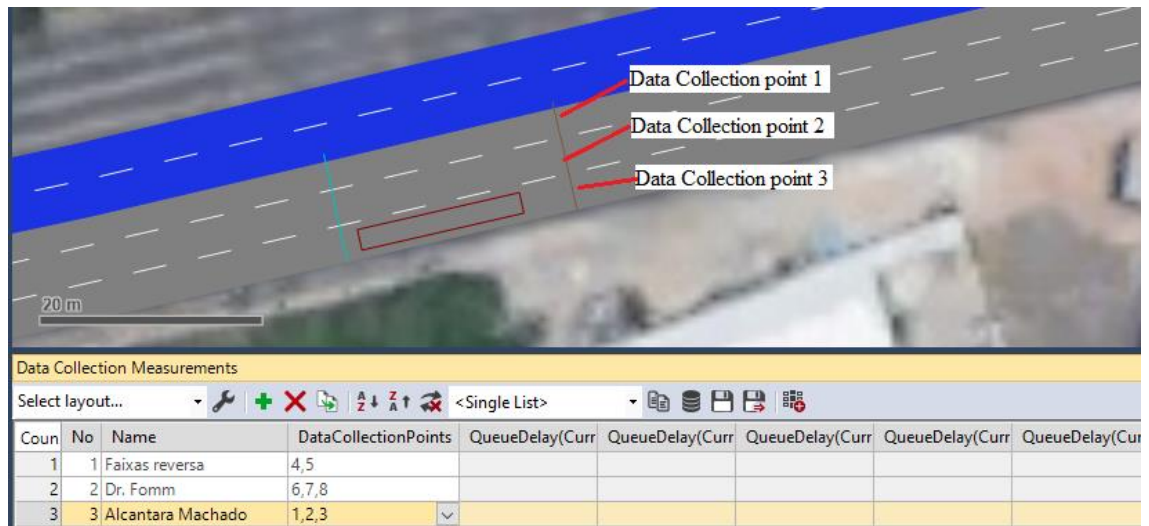 Data Collection point 1
Data Collection point 2
Data Collection point 3
20 m
Data Collection Measurements
Select layout... <Single List>
Coun No Name DataCollectionPoints QueueDelay(Curr QueueDelay(Curr QueueDelay(Curr QueueDelay(Curr QueueDelay(Cur
1 1 Faixas reversa 4,5
2 2 Dr. Fomm 6,7,8
3 3 Alcantara Machado 1,2,3